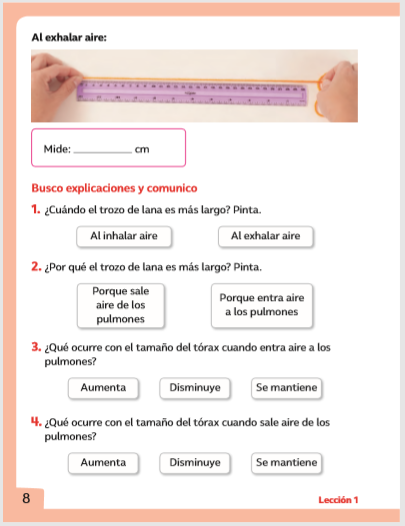 Al exhalar aire:
Mide: ________ cm
Busco explicaciones y comunico
1. ¿Cuándo el trozo de lana es más largo? Pinta.
Al inhalar aire
Al exhalar aire
2. ¿Por qué el trozo de lana es más largo? Pinta.
Porque sale
aire de los
pulmones
Porque entra aire
a los pulmones
3. ¿Qué ocurre con el tamaño del tórax cuando entra aire a los
pulmones?
Aumenta
Disminuye
Se mantiene
4. ¿Qué ocurre con el tamaño del tórax cuando sale aire de los
pulmones?
Aumenta
Disminuye
Se mantiene
8
Lección 1